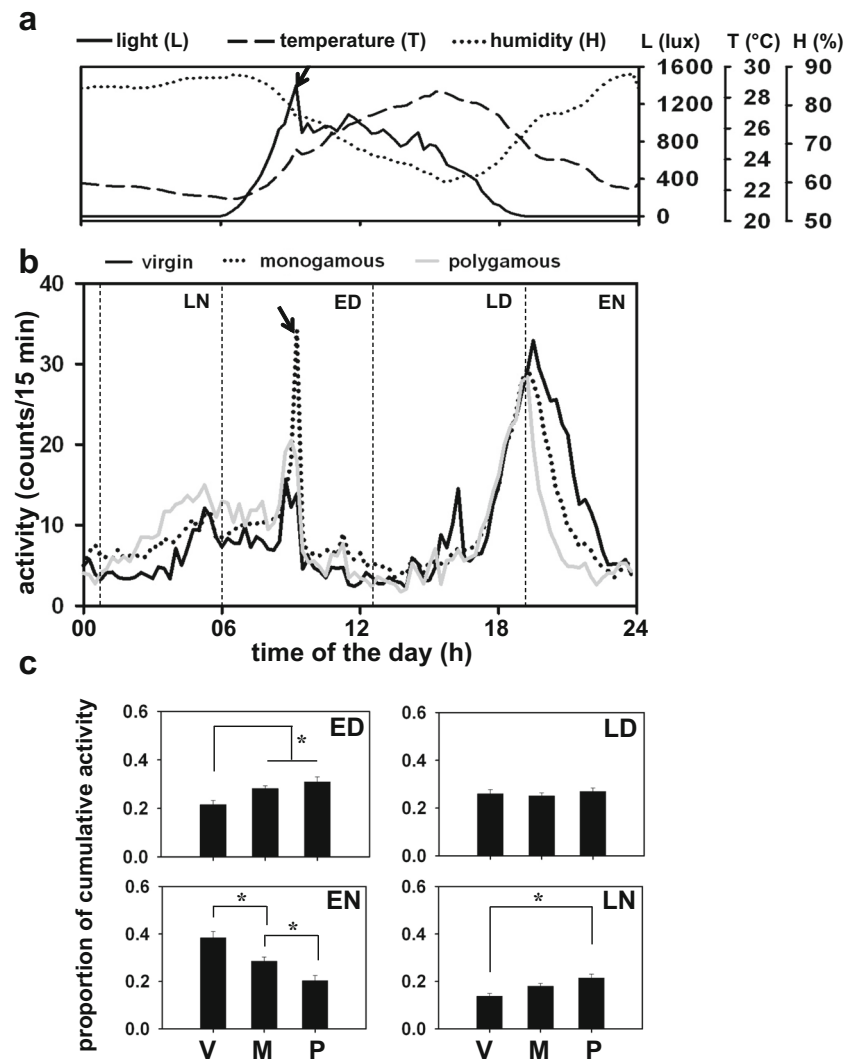 a
light (L) temperature (T) humidity (H) L (lux) T (°C) H (%)
1600 30 90
1200 28 80
800 26 70
400 24 60
0 22 50
20
b
virgin monogamous polygamous
activity (counts/15 min)
40
30
20
10
0
LN ED LD EN
00 06 12 18 24
time of the day (h)
c
proportion of cumulative activity
0.6 ED
0.4 *
0.2
0.0
0.6 LD
0.4
0.2
0.0
0.6 EN
0.4 * *
0.2
0.0
V M P
0.6 LN
0.4 *
0.2
0.0
V M P